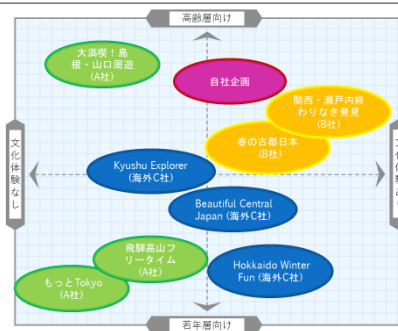 高齢層向け
大満喫！島
根・山口周遊
(A社)
自社企画
関西・瀬戸内終
わりなき発見
(B社)
春の古都日本
(B社)
文化体験なし
Kyushu Explorer
(海外C社)
Beautiful Central
Japan (海外C社)
飛騨高山フ
リータイム
(A社)
Hokkaido Winter
Fun (海外C社)
もっとTokyo
(A社)
若年層向け